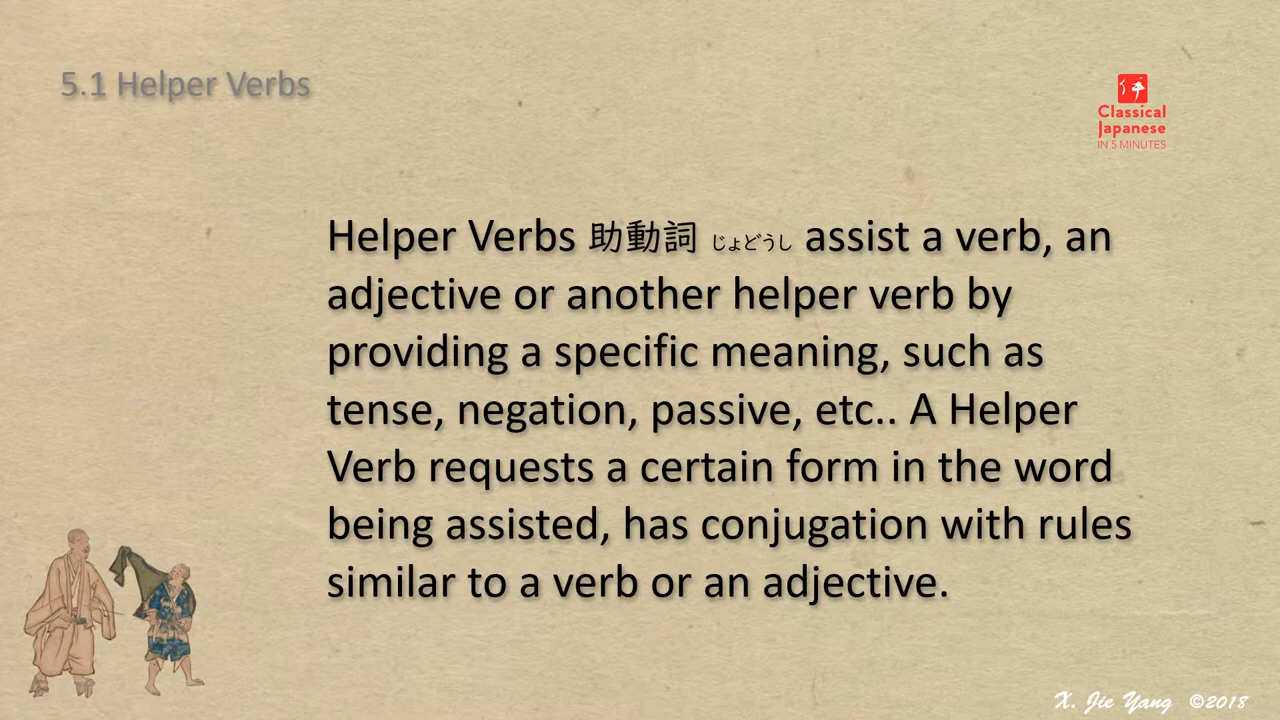 5.1 Helper Verbs
Classical
Japanese
IN 5 MINUTES
Helper Verbs 助動詞 じょどうし assist a verb, an
adjective or another helper verb by
providing a specific meaning, such as
tense, negation, passive, etc.. A Helper
Verb requests a certain form in the word
being assisted, has conjugation with rules
similar to a verb or an adjective.
X. Jie Yang ©2018